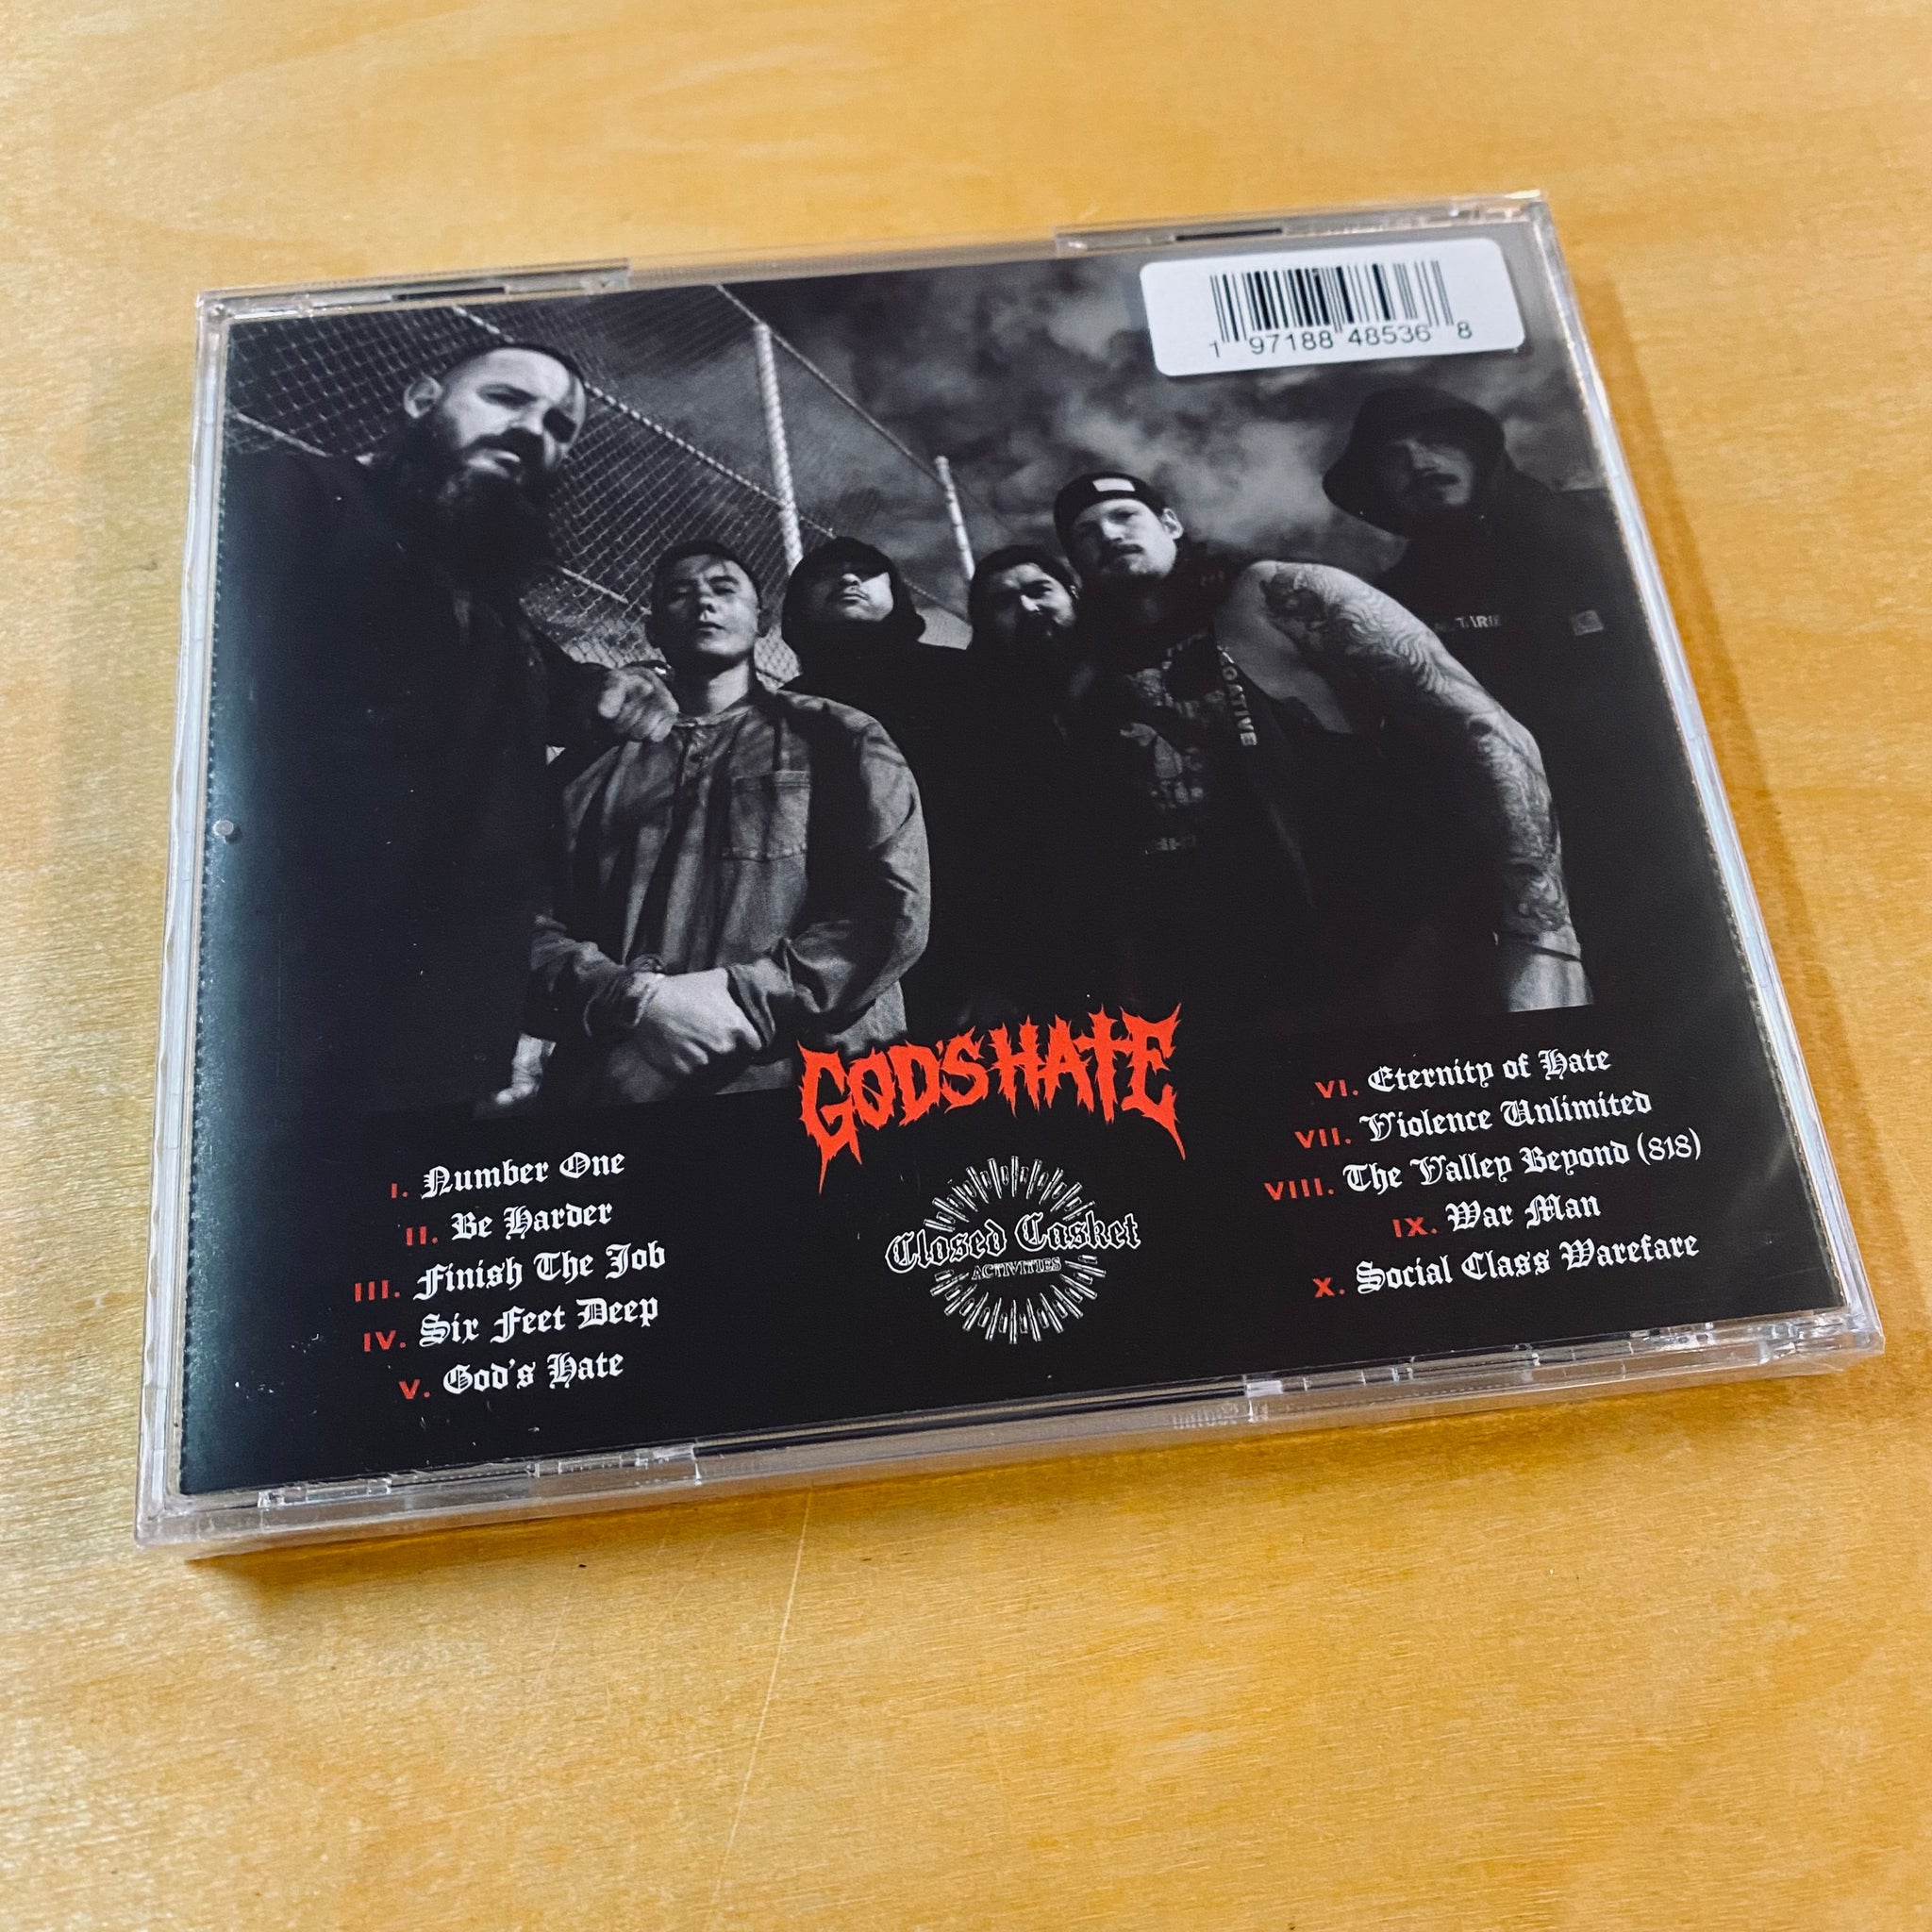 1 97188 48536 8
GOD'S HATE
I. Number One
II. Be Harder
III. Finish The Job
IV. Six Feet Deep
V. God's Hate
Closed Casket
ACTIVITIES
VI. Eternity of Hate
VII. Violence Unlimited
VIII. The Valley Beyond (818)
IX. War Man
X. Social Class Warefare